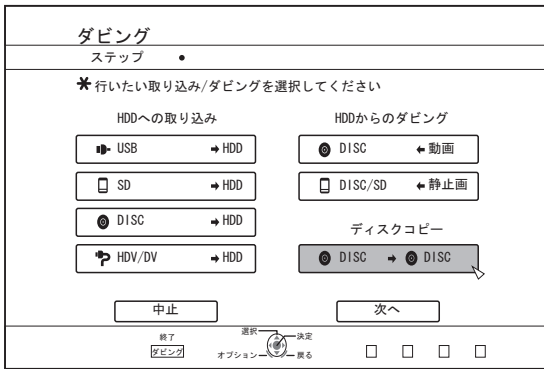 ダビング
ステップ
行いたい取り込み/ダビングを選択してください
HDDへの取り込み
USB → HDD
SD → HDD
DISC → HDD
HDV/DV → HDD
HDDからのダビング
DISC ← 動画
DISC/SD ← 静止画
ディスクコピー
DISC → DISC
中止
次へ
終了
ダビング
選択
決定
オプション
戻る